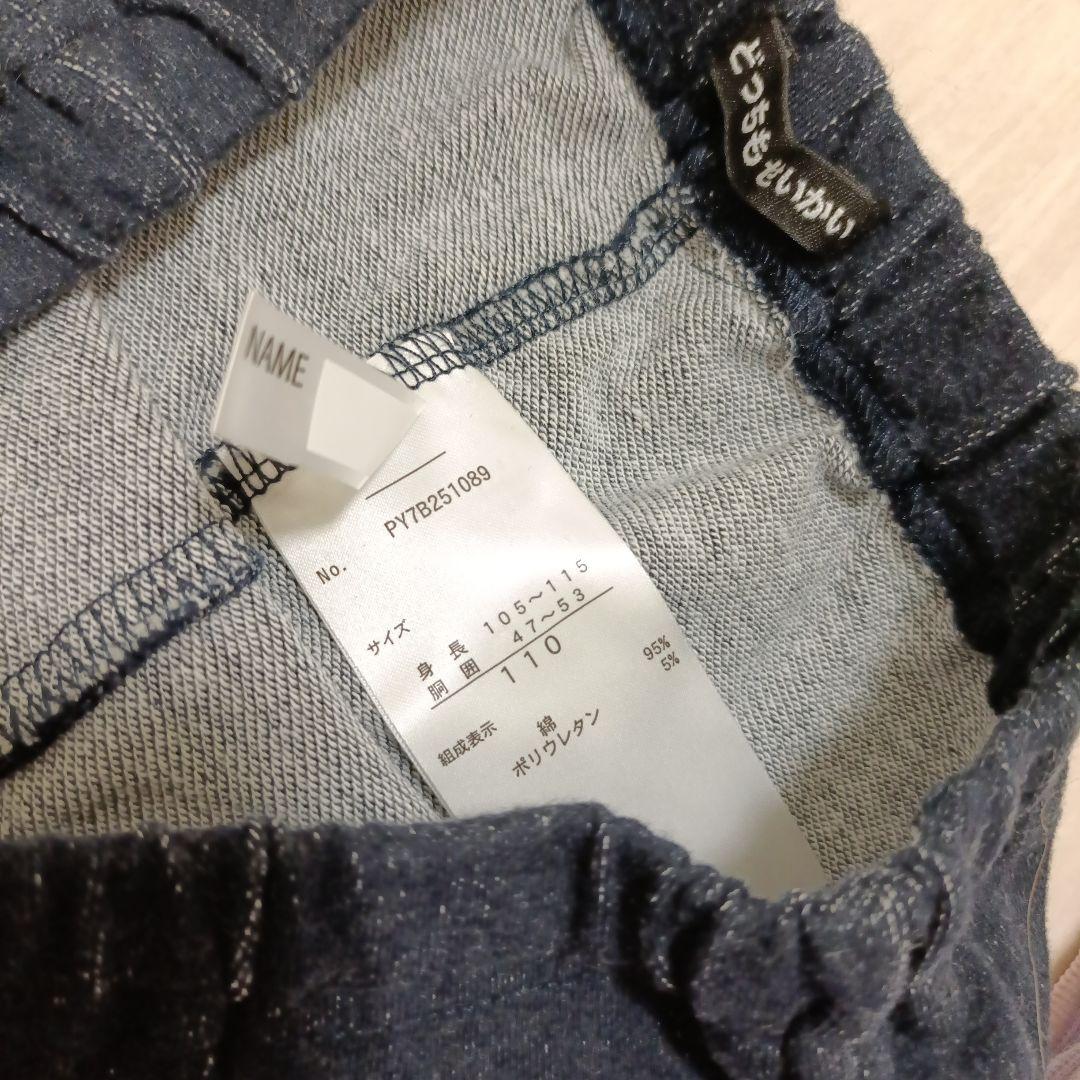 どっちもせいかい
NAME
No.
PY7B251089
サイズ
身長 105～115
胴囲 47～53
110
組成表示 綿 95%
ポリウレタン 5%